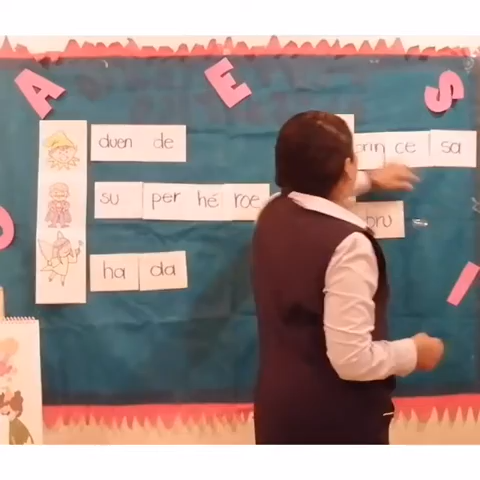 A E S
duen de
su per hé roe
ha da
prin ce sa
bru
I